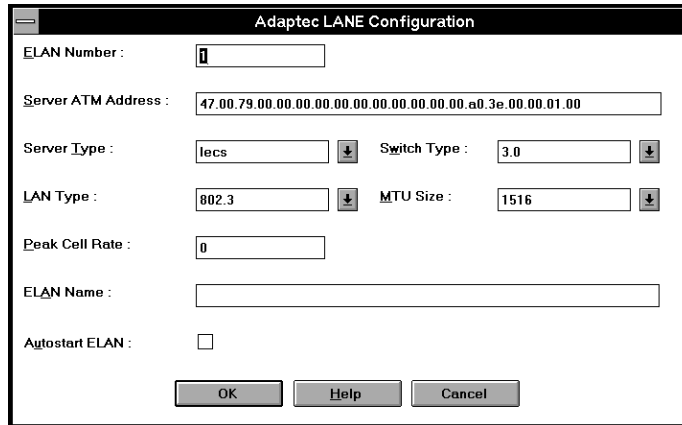 Adaptec LANE Configuration
ELAN Number :
1
Server ATM Address :
47.00.79.00.00.00.00.00.00.00.00.00.00.00.a0.3e.00.00.01.00
Server Type :
lecs
Switch Type :
3.0
LAN Type :
802.3
MTU Size :
1516
Peak Cell Rate :
0
ELAN Name :
Autostart ELAN :
OK
Help
Cancel